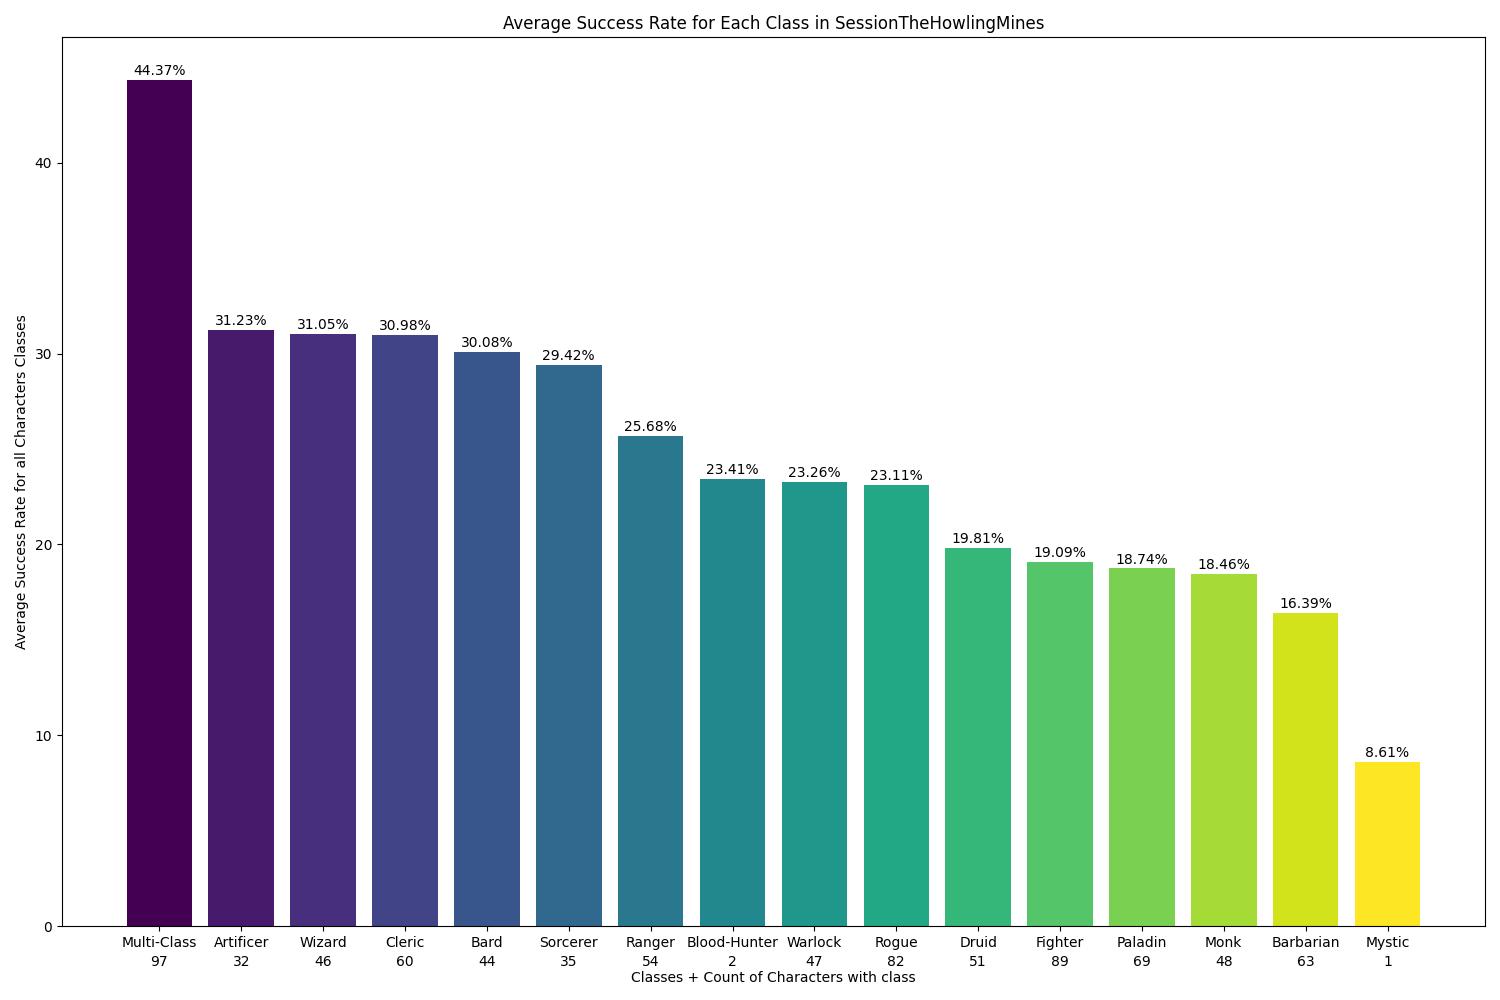 Average Success Rate for Each Class in SessionTheHowlingMines
Average Success Rate for all Characters Classes
40
30
20
10
0
44.37%
31.23%
31.05%
30.98%
30.08%
29.42%
25.68%
23.41%
23.26%
23.11%
19.81%
19.09%
18.74%
18.46%
16.39%
8.61%
Multi-Class
97
Artificer
32
Wizard
46
Cleric
60
Bard
44
Sorcerer
35
Ranger
54
Blood-Hunter
2
Warlock
47
Rogue
82
Druid
51
Fighter
89
Paladin
69
Monk
48
Barbarian
63
Mystic
1
Classes + Count of Characters with class